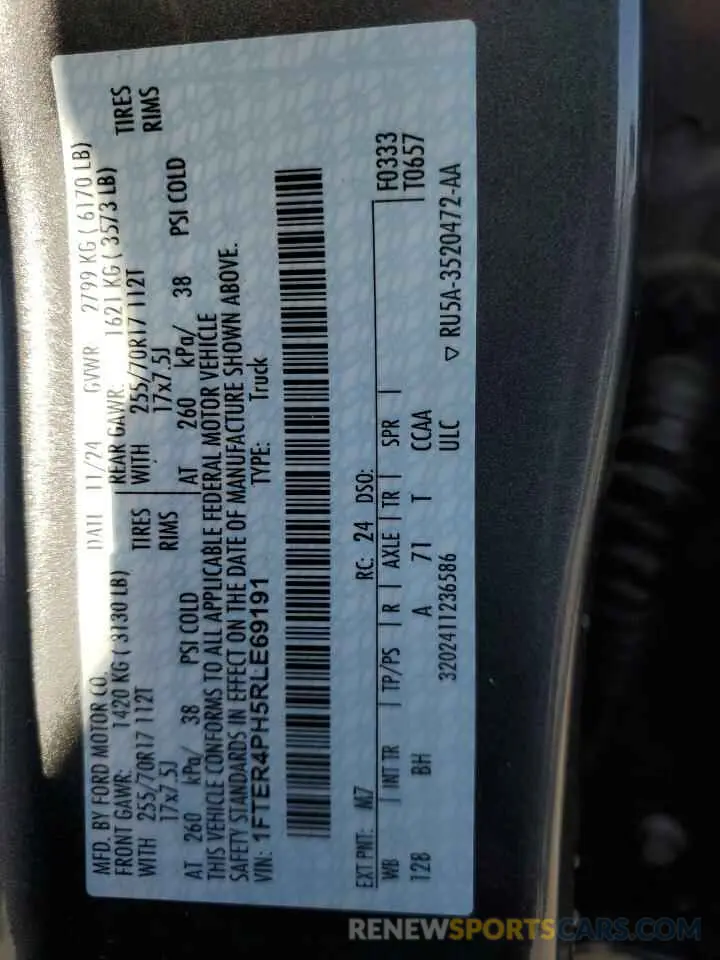 MFD. BY FORD MOTOR CO. DATE 11/24 GVWR 2799 KG ( 6170 LB)
FRONT GAWR: 1420 KG ( 3130 LB) REAR GAWR: 1621 KG ( 3573 LB)
WITH 255/70R17 112T TIRES WITH 255/70R17 112T TIRES
17x7.5J RIMS 17x7.5J RIMS
AT 260 kPa/ 38 PSI COLD AT 260 kPa/ 38 PSI COLD
THIS VEHICLE CONFORMS TO ALL APPLICABLE FEDERAL MOTOR VEHICLE
SAFETY STANDARDS IN EFFECT ON THE DATE OF MANUFACTURE SHOWN ABOVE.
VIN: 1FTER4PH5RLE69191 TYPE: Truck
EXT PNT: M7 RC: 24 DSO: F0333
WB INT TR TP/PS R AXLE TR SPR T0657
128 BH A 71 T CCAA
3202411236586 ULC ▽ RU5A-3520472-AA
RENEWSPORTSCARS.COM